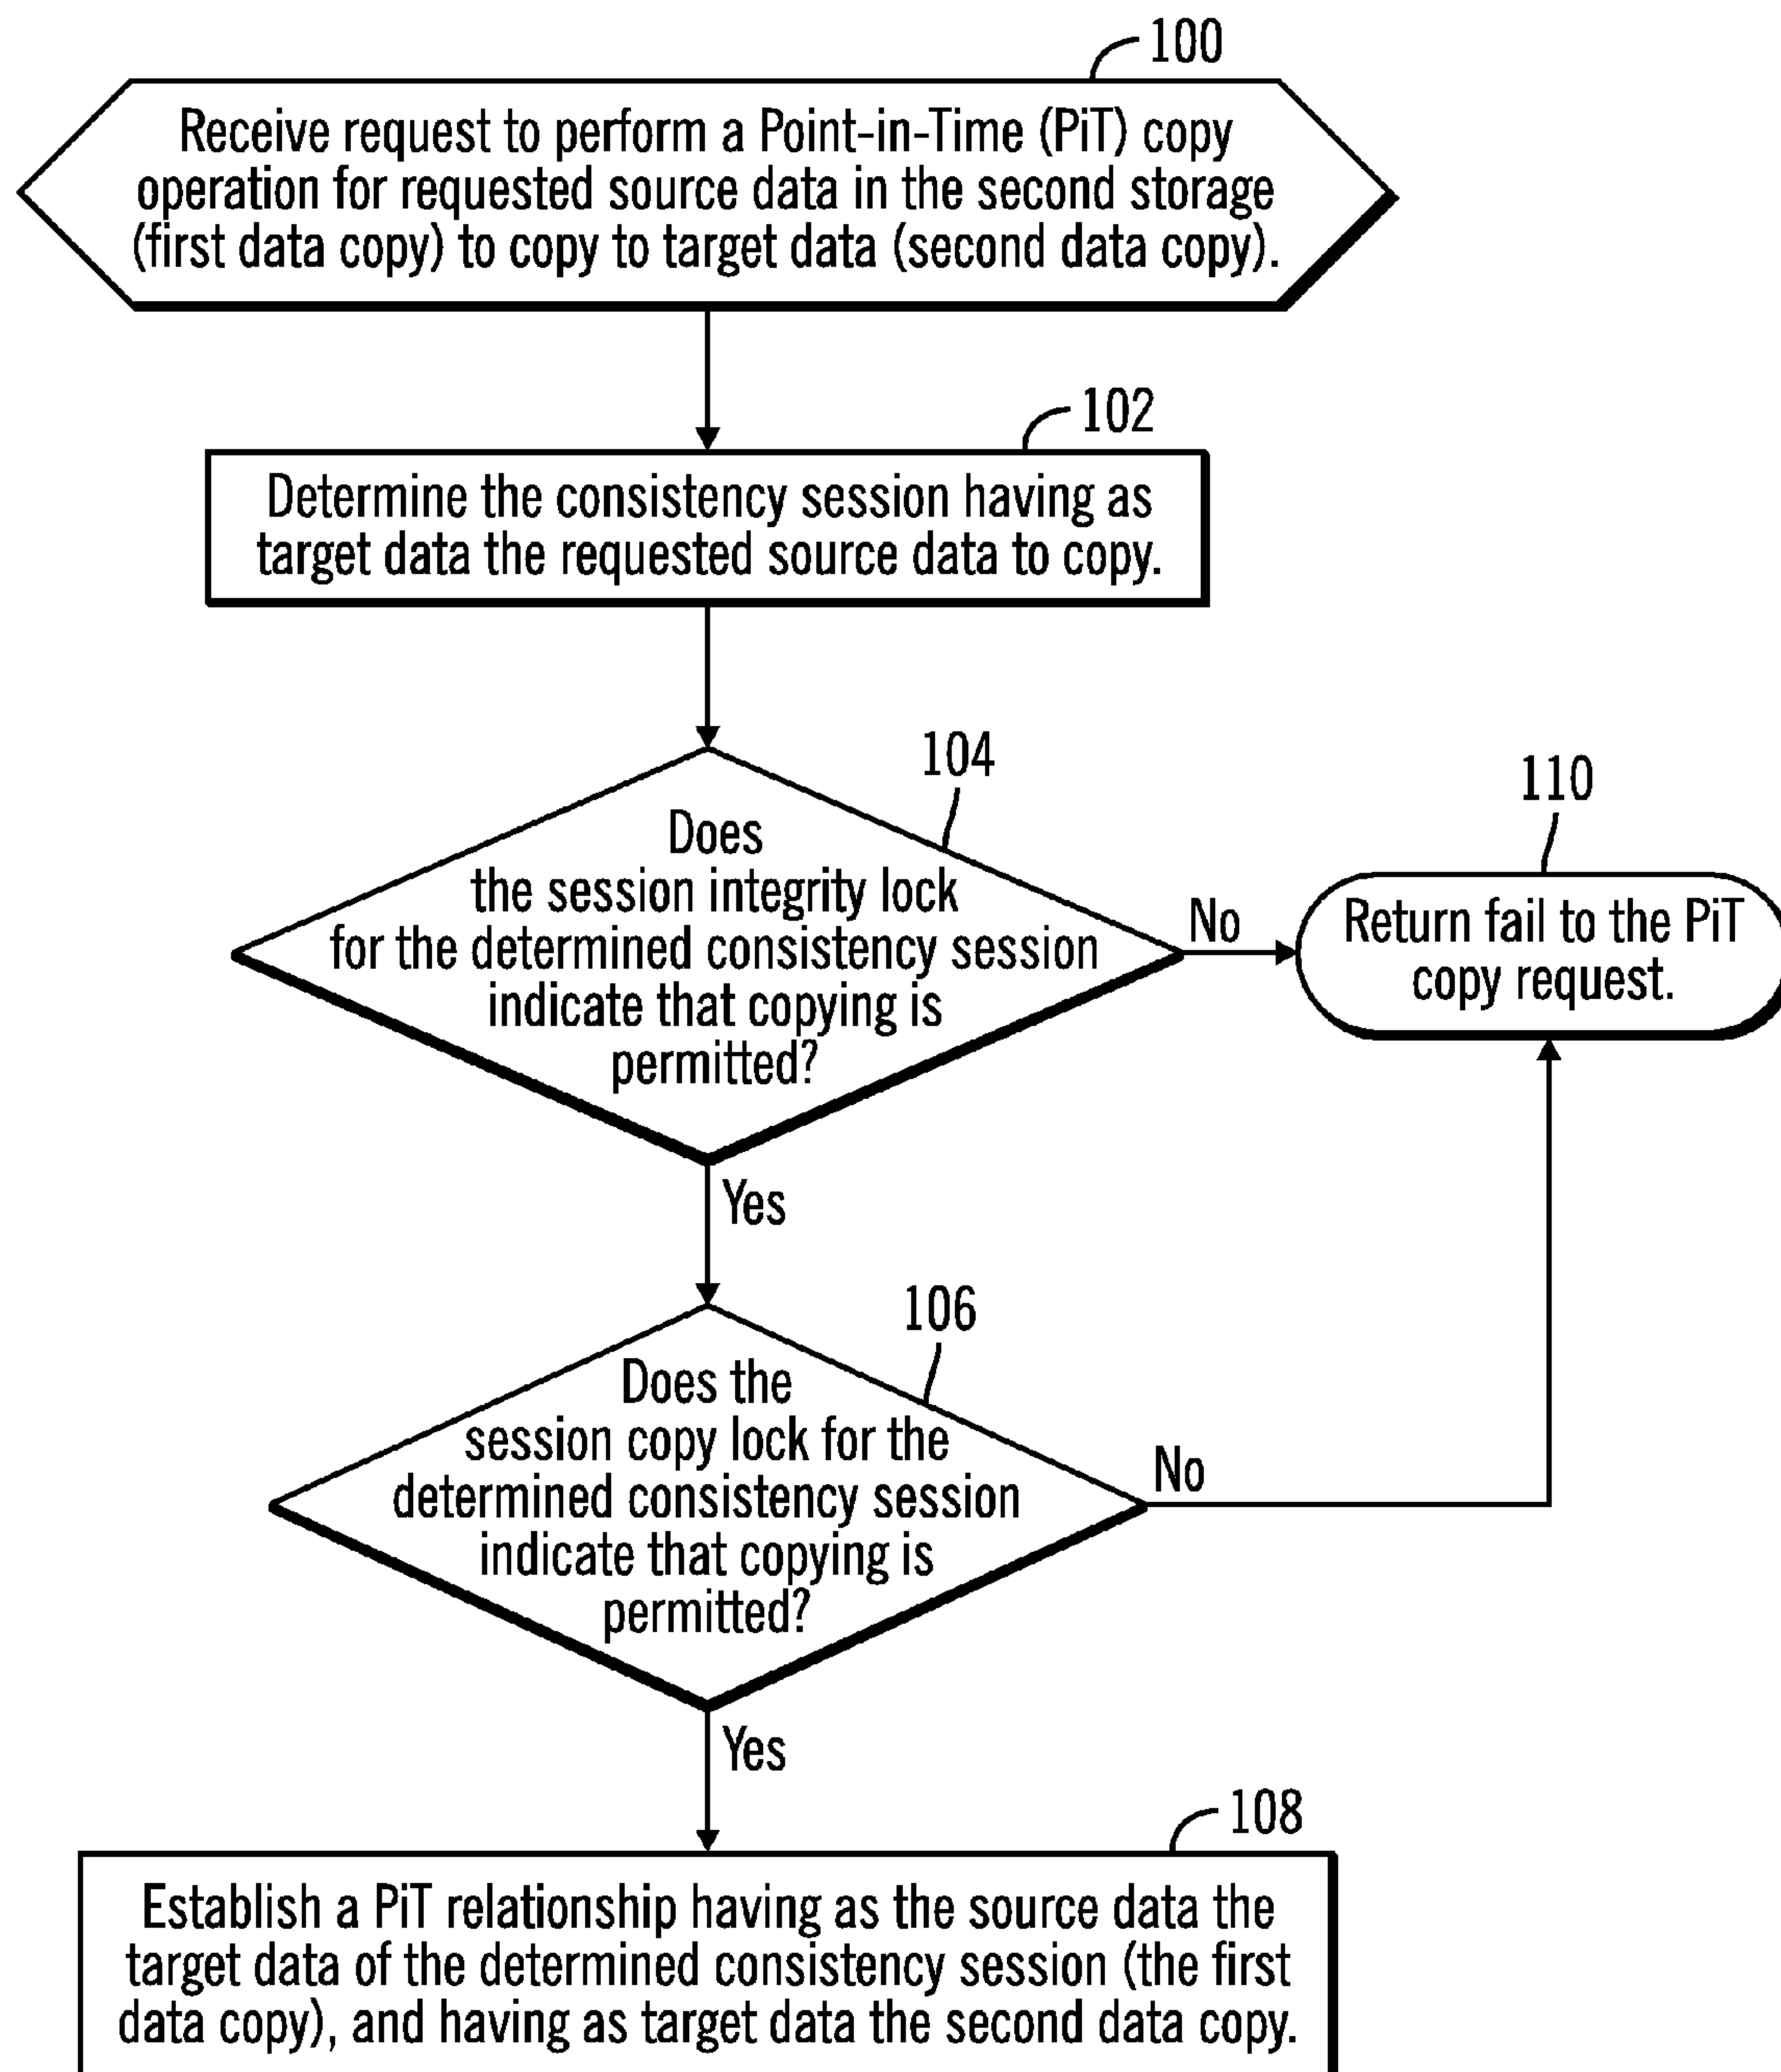 100
Receive request to perform a Point-in-Time (PiT) copy
operation for requested source data in the second storage
(first data copy) to copy to target data (second data copy).
102
Determine the consistency session having as
target data the requested source data to copy.
104
Does
the session integrity lock
for the determined consistency session
indicate that copying is
permitted?
No
110
Return fail to the PiT
copy request.
Yes
106
Does the
session copy lock for the
determined consistency session
indicate that copying is
permitted?
No
Yes
108
Establish a PiT relationship having as the source data the
target data of the determined consistency session (the first
data copy), and having as target data the second data copy.